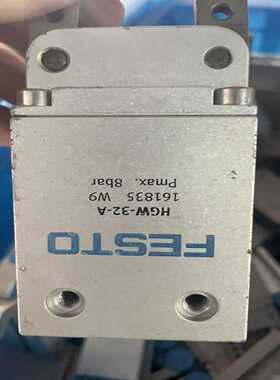 FESTO
HGW-32-A
161835 W9
Pmax. 8bar